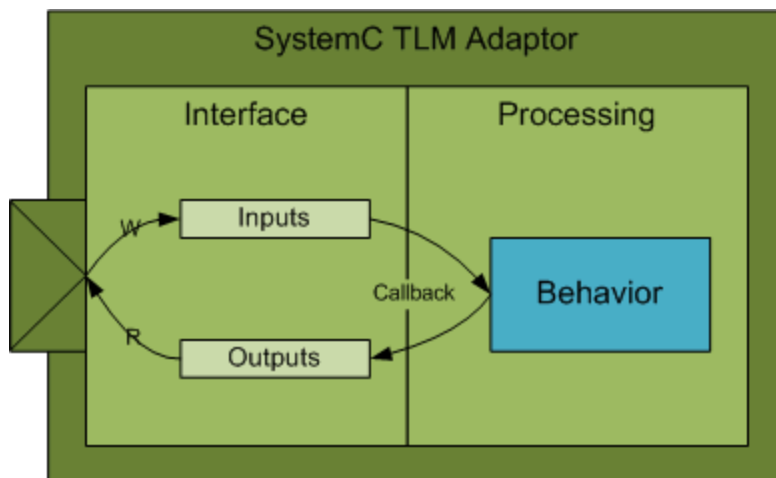 SystemC TLM Adaptor
Interface
Processing
W
Inputs
Callback
Behavior
R
Outputs